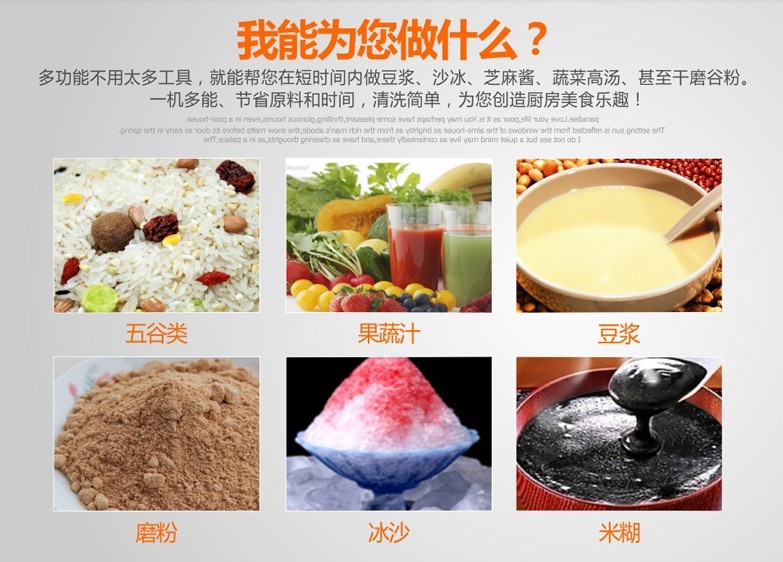 我能为您做什么？
多功能不用太多工具，就能帮您在短时间内做豆浆、沙冰、芝麻酱、蔬菜高汤、甚至干磨谷粉。
一机多能、节省原料和时间，清洗简单，为您创造厨房美食乐趣！
paradise.Love your life,poor as it is.You may perhaps have some pleasant,thrilling,glorious hourss,even in a poor-house.
The setting sun is reflected from the windows of the alms-house as brightly as from the rich man's abode;the snow melts before its door as early in the spring.
I do not see but a quiet mind may live as contentedly there,and have as cheering thoughts,as in a palace.The
五谷类
果蔬汁
豆浆
磨粉
冰沙
米糊